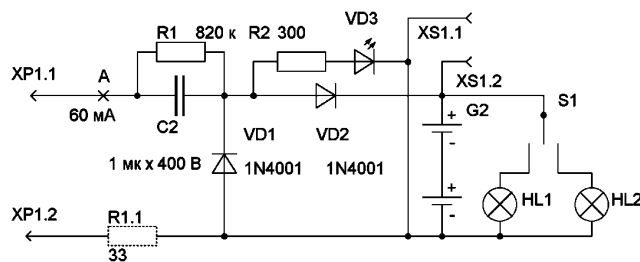 R1 820 к R2 300 VD3
XS1.1
XP1.1 A
XS1.2
60 мА C2 G2 S1
+
-
VD1 VD2
1 мк х 400 В 1N4001 1N4001
+
-
HL1 HL2
XP1.2 R1.1
33